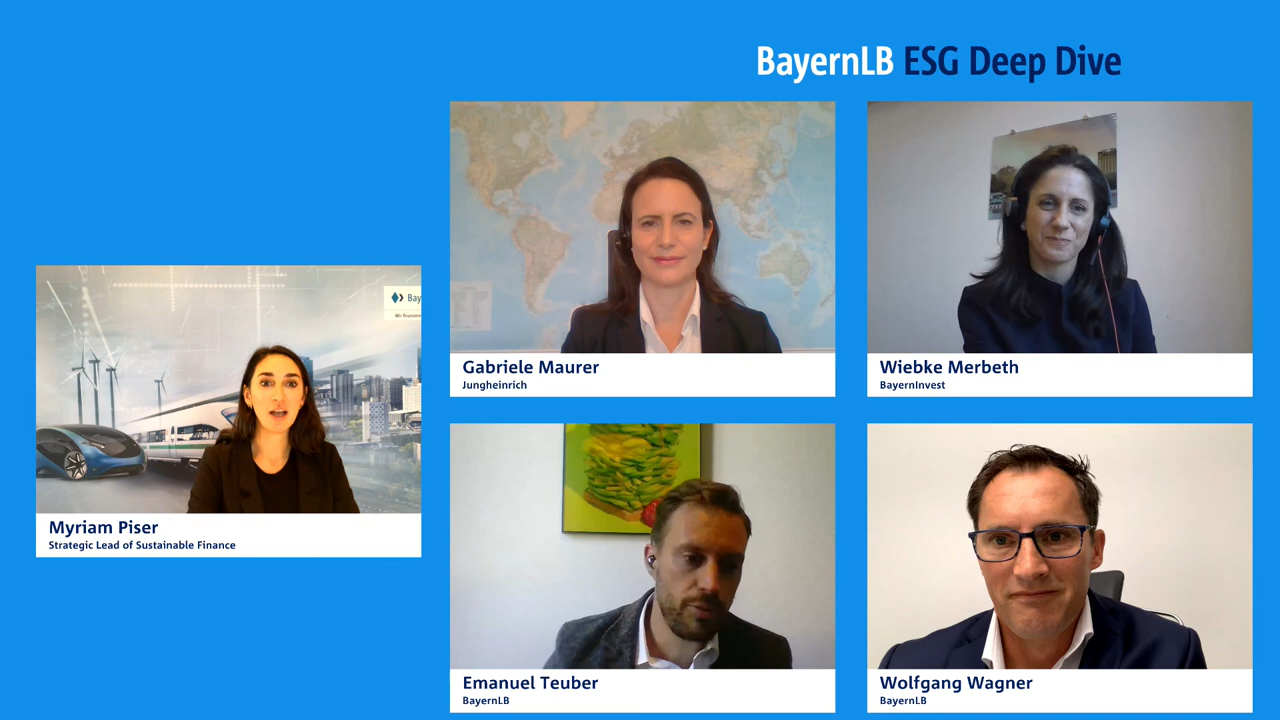 BayernLB ESG Deep Dive
Gabriele Maurer
Jungheinrich
Wiebke Merbeth
BayernInvest
Bay
Myriam Piser
Strategic Lead of Sustainable Finance
Emanuel Teuber
BayernLB
Wolfgang Wagner
BayernLB